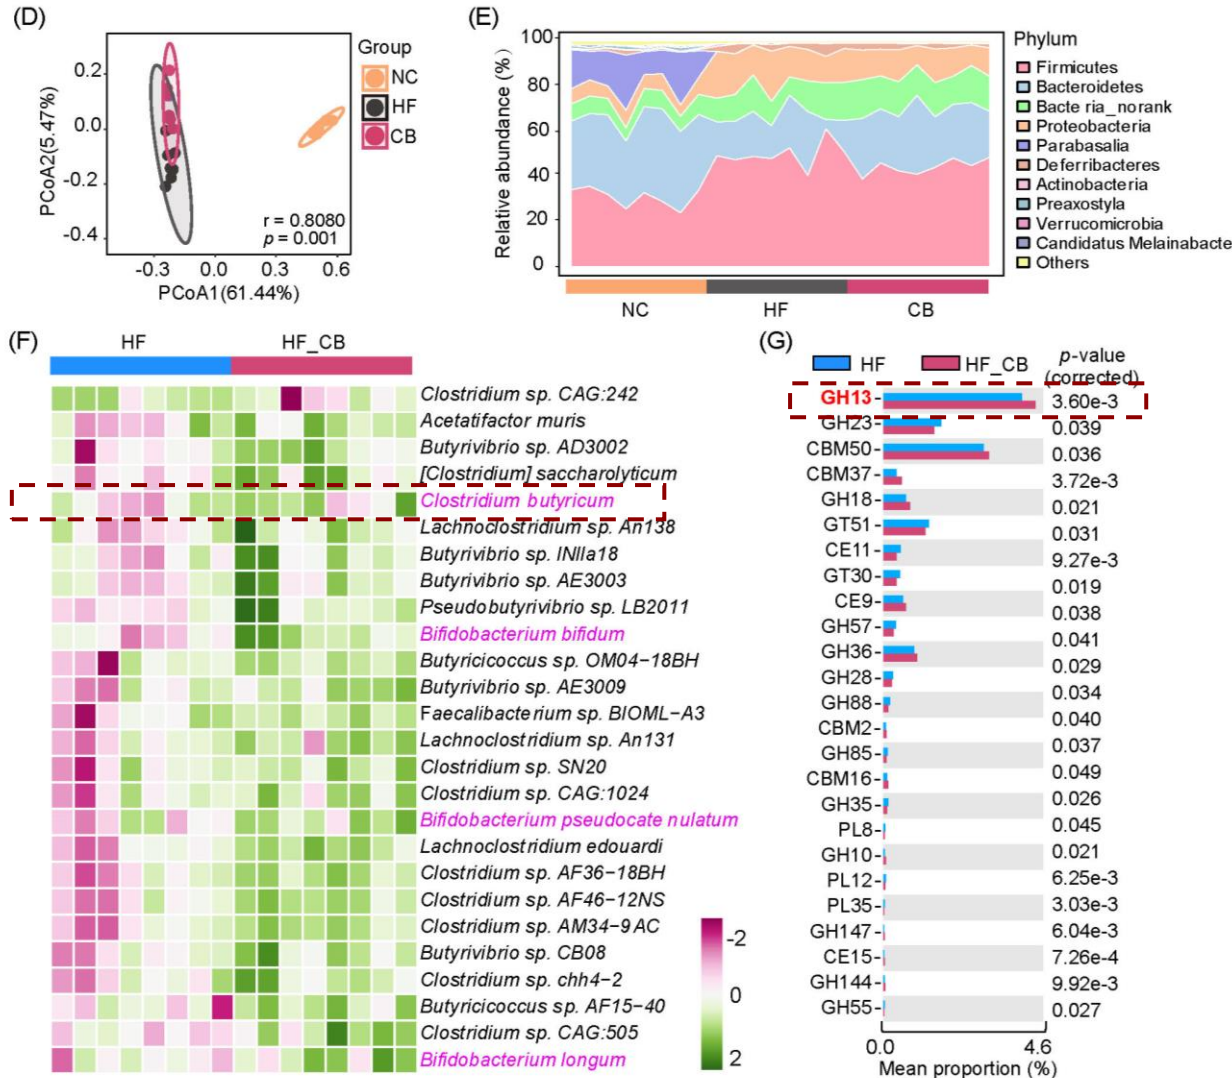 (D)
Group
NC
HF
CB
PCoA2(5.47%)
0.2
0.0
-0.2
-0.4
r = 0.8080
p = 0.001
-0.3 0.0 0.3 0.6
PCoA1(61.44%)
(E)
Relative abundance (%)
100
80
60
40
20
0
NC HF CB
Phylum
Firmicutes
Bacteroidetes
Bacte ria_norank
Proteobacteria
Parabasalia
Deferribacteres
Actinobacteria
Preaxostyla
Verrucomicrobia
Candidatus Melainabacte
Others
(F)
HF HF_CB
Clostridium sp. CAG:242
Acetatifactor muris
Butyrivibrio sp. AD3002
[Clostridium] saccharolyticum
Clostridium butyricum
Lachnoclostridium sp. An138
Butyrivibrio sp. INlla18
Butyrivibrio sp. AE3003
Pseudobutyrivibrio sp. LB2011
Bifidobacterium bifidum
Butyricicoccus sp. OM04−18BH
Butyrivibrio sp. AE3009
Faecalibacterium sp. BIOML−A3
Lachnoclostridium sp. An131
Clostridium sp. SN20
Clostridium sp. CAG:1024
Bifidobacterium pseudocate nulatum
Lachnoclostridium edouardi
Clostridium sp. AF36−18BH
Clostridium sp. AF46−12NS
Clostridium sp. AM34−9AC
Butyrivibrio sp. CB08
Clostridium sp. chh4−2
Butyricicoccus sp. AF15−40
Clostridium sp. CAG:505
Bifidobacterium longum
-2
0
2
(G)
HF HF_CB p-value
(corrected)
GH13 3.60e-3
GH23 0.039
CBM50 0.036
CBM37 3.72e-3
GH18 0.021
GT51 0.031
CE11 9.27e-3
GT30 0.019
CE9 0.038
GH57 0.041
GH36 0.029
GH28 0.034
GH88 0.040
CBM2 0.037
GH85 0.049
CBM16 0.026
GH35 0.045
PL8 0.021
GH10 6.25e-3
PL12 3.03e-3
PL35 6.04e-3
GH147 7.26e-4
CE15 9.92e-3
GH144 0.027
GH55
0.0 4.6
Mean proportion (%)